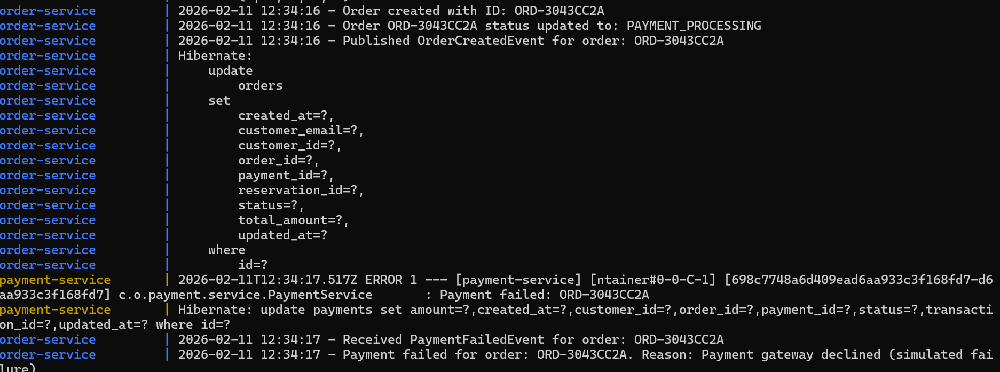 order-service | 2026-02-11 12:34:16 - Order created with ID: ORD-3043CC2A
order-service | 2026-02-11 12:34:16 - Order ORD-3043CC2A status updated to: PAYMENT_PROCESSING
order-service | 2026-02-11 12:34:16 - Published OrderCreatedEvent for order: ORD-3043CC2A
order-service | Hibernate:
order-service | update
order-service | orders
order-service | set
order-service | created_at=?,
order-service | customer_email=?,
order-service | customer_id=?,
order-service | order_id=?,
order-service | payment_id=?,
order-service | reservation_id=?,
order-service | status=?,
order-service | total_amount=?,
order-service | updated_at=?
order-service | where
order-service | id=?
payment-service | 2026-02-11T12:34:17.517Z ERROR 1 --- [payment-service] [ntainer#0-0-C-1] [698c7748a6d409ead6aa933c3f168fd7-d6
aa933c3f168fd7] c.o.payment.service.PaymentService : Payment failed: ORD-3043CC2A
payment-service | Hibernate: update payments set amount=?,created_at=?,customer_id=?,order_id=?,payment_id=?,status=?,transacti
on_id=?,updated_at=? where id=?
order-service | 2026-02-11 12:34:17 - Received PaymentFailedEvent for order: ORD-3043CC2A
order-service | 2026-02-11 12:34:17 - Payment failed for order: ORD-3043CC2A. Reason: Payment gateway declined (simulated fai
lure)